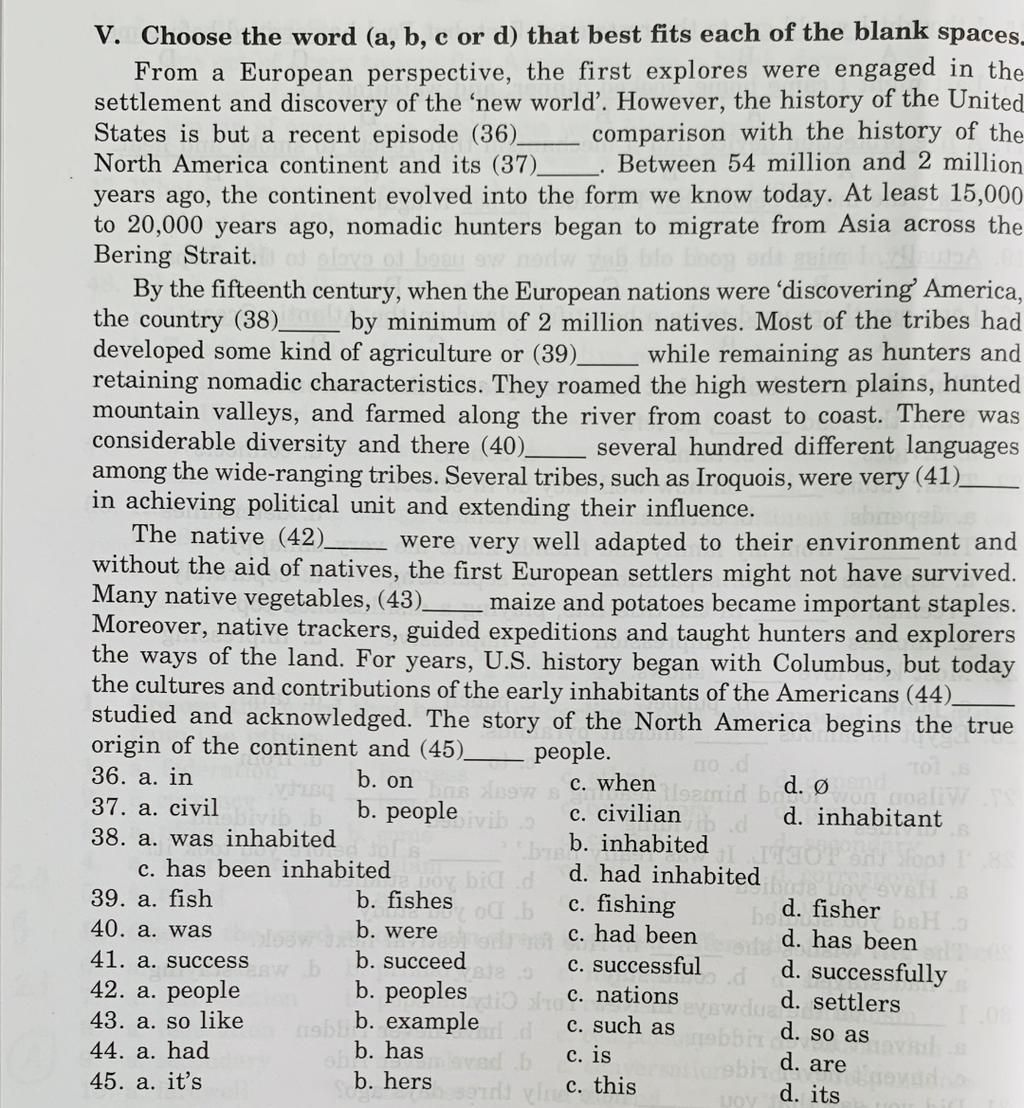 V. Choose the word (a, b, c or d) that best fits each of the blank spaces.
From a European perspective, the first explores were engaged in the
settlement and discovery of the ‘new world’. However, the history of the United
States is but a recent episode (36)_____ comparison with the history of the
North America continent and its (37)_____. Between 54 million and 2 million
years ago, the continent evolved into the form we know today. At least 15,000
to 20,000 years ago, nomadic hunters began to migrate from Asia across the
Bering Strait.
By the fifteenth century, when the European nations were ‘discovering’ America,
the country (38)_____ by minimum of 2 million natives. Most of the tribes had
developed some kind of agriculture or (39)_____ while remaining as hunters and
retaining nomadic characteristics. They roamed the high western plains, hunted
mountain valleys, and farmed along the river from coast to coast. There was
considerable diversity and there (40)_____ several hundred different languages
among the wide-ranging tribes. Several tribes, such as Iroquois, were very (41)_____
in achieving political unit and extending their influence.
The native (42)_____ were very well adapted to their environment and
without the aid of natives, the first European settlers might not have survived.
Many native vegetables, (43)_____ maize and potatoes became important staples.
Moreover, native trackers, guided expeditions and taught hunters and explorers
the ways of the land. For years, U.S. history began with Columbus, but today
the cultures and contributions of the early inhabitants of the Americans (44)_____
studied and acknowledged. The story of the North America begins the true
origin of the continent and (45)_____ people.
36. a. in b. on c. when d. Ø
37. a. civil b. people c. civilian d. inhabitant
38. a. was inhabited b. inhabited
c. has been inhabited d. had inhabited
39. a. fish b. fishes c. fishing d. fisher
40. a. was b. were c. had been d. has been
41. a. success b. succeed c. successful d. successfully
42. a. people b. peoples c. nations d. settlers
43. a. so like b. example c. such as d. so as
44. a. had b. has c. is d. are
45. a. it's b. hers c. this d. its